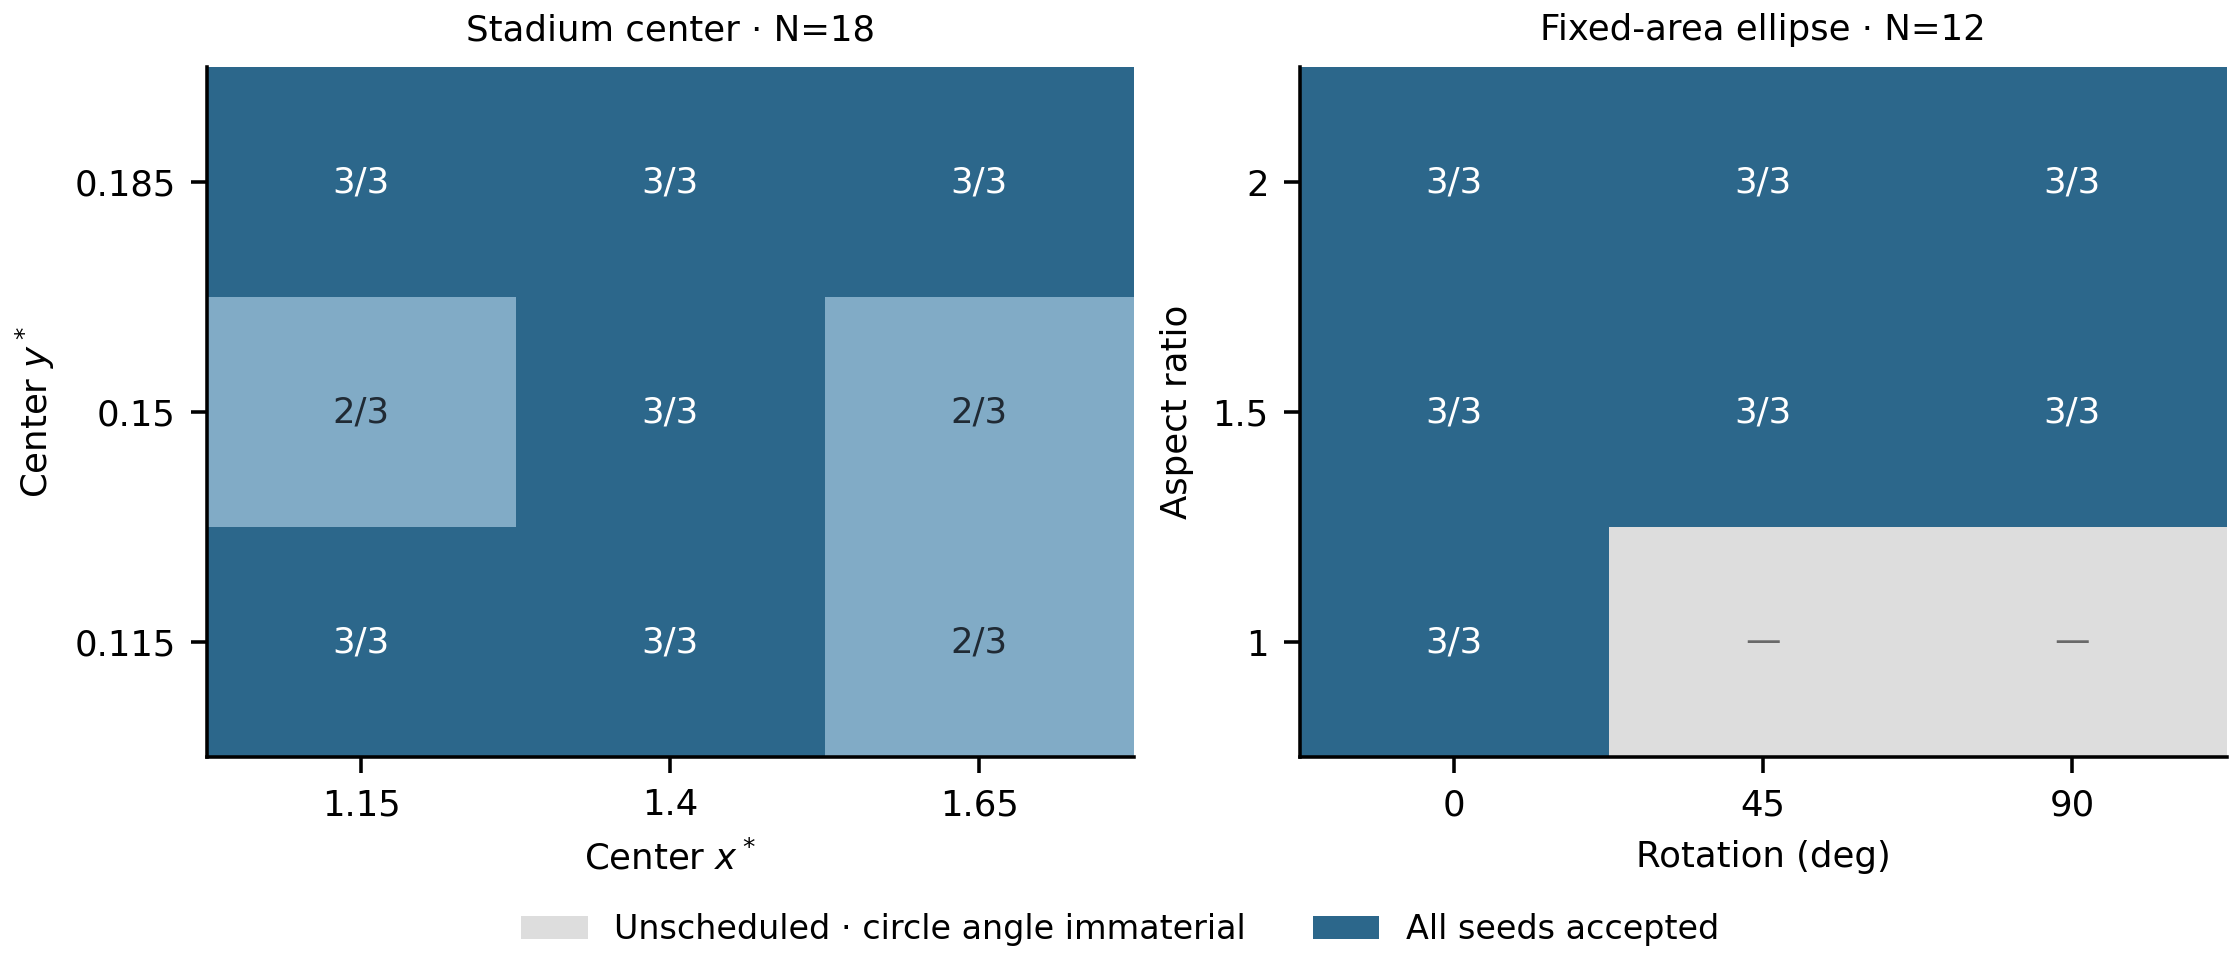 Stadium center · N=18
Fixed-area ellipse · N=12
Center y*
0.185
3/3 3/3 3/3
0.15
2/3 3/3 2/3
0.115
3/3 3/3 2/3
1.15 1.4 1.65
Center x*
Aspect ratio
2
3/3 3/3 3/3
1.5
3/3 3/3 3/3
1
3/3 — —
0 45 90
Rotation (deg)
Unscheduled · circle angle immaterial
All seeds accepted